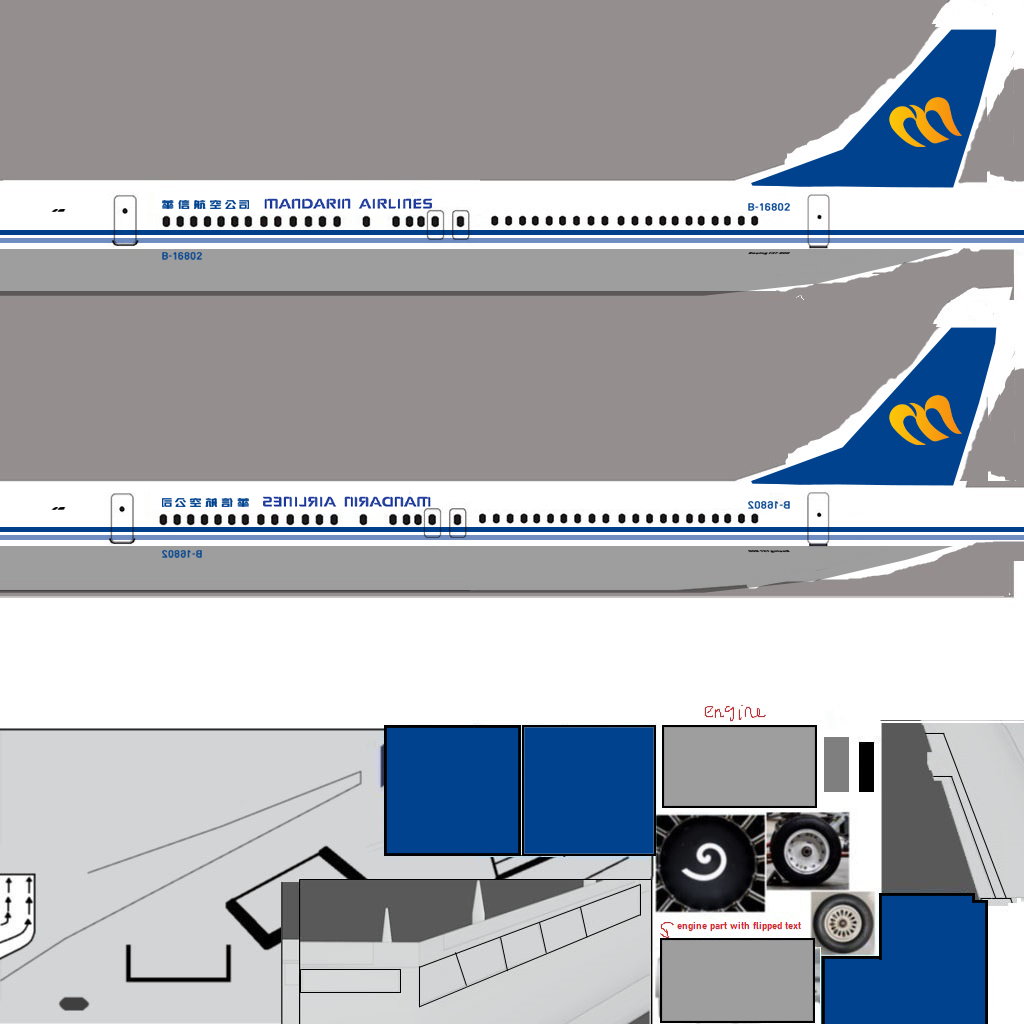 華信航空公司 MANDARIN AIRLINES
B-16802
B-16802
華信航空公司 MANDARIN AIRLINES
B-16802
B-16802
engine
engine part with flipped text